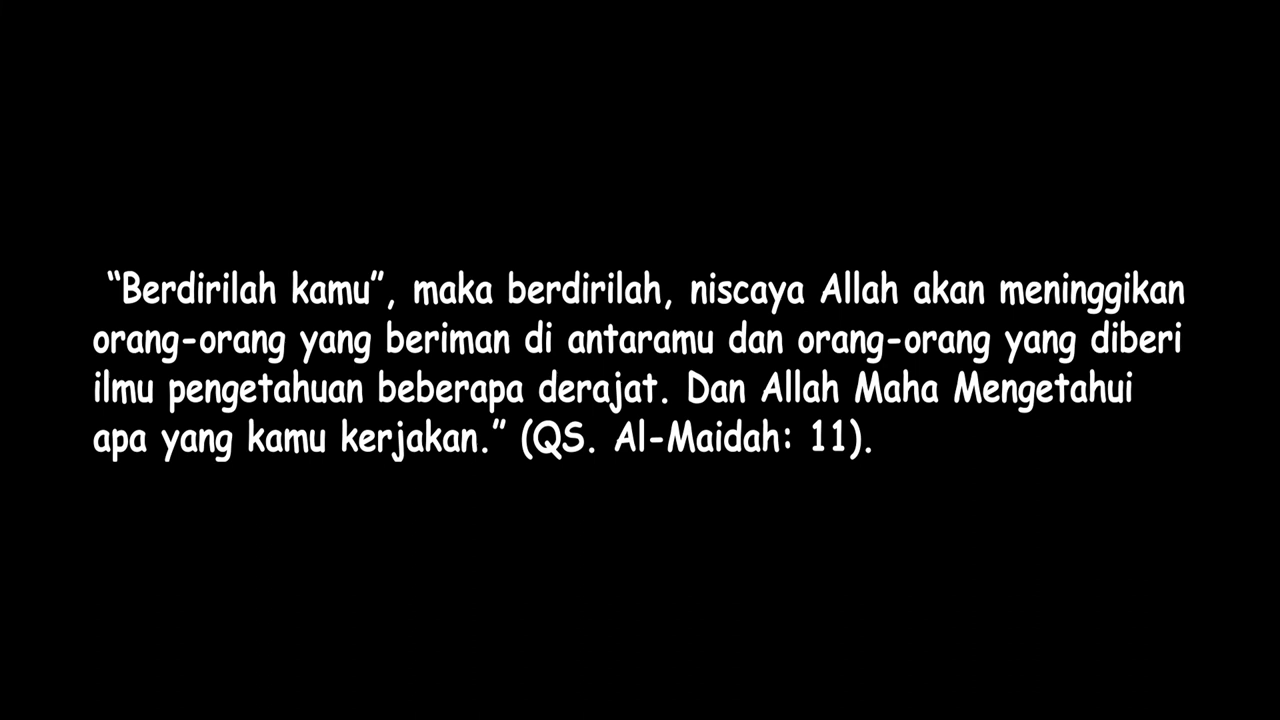 “Berdirilah kamu”, maka berdirilah, niscaya Allah akan meninggikan
orang-orang yang beriman di antaramu dan orang-orang yang diberi
ilmu pengetahuan beberapa derajat. Dan Allah Maha Mengetahui
apa yang kamu kerjakan.” (QS. Al-Maidah: 11).